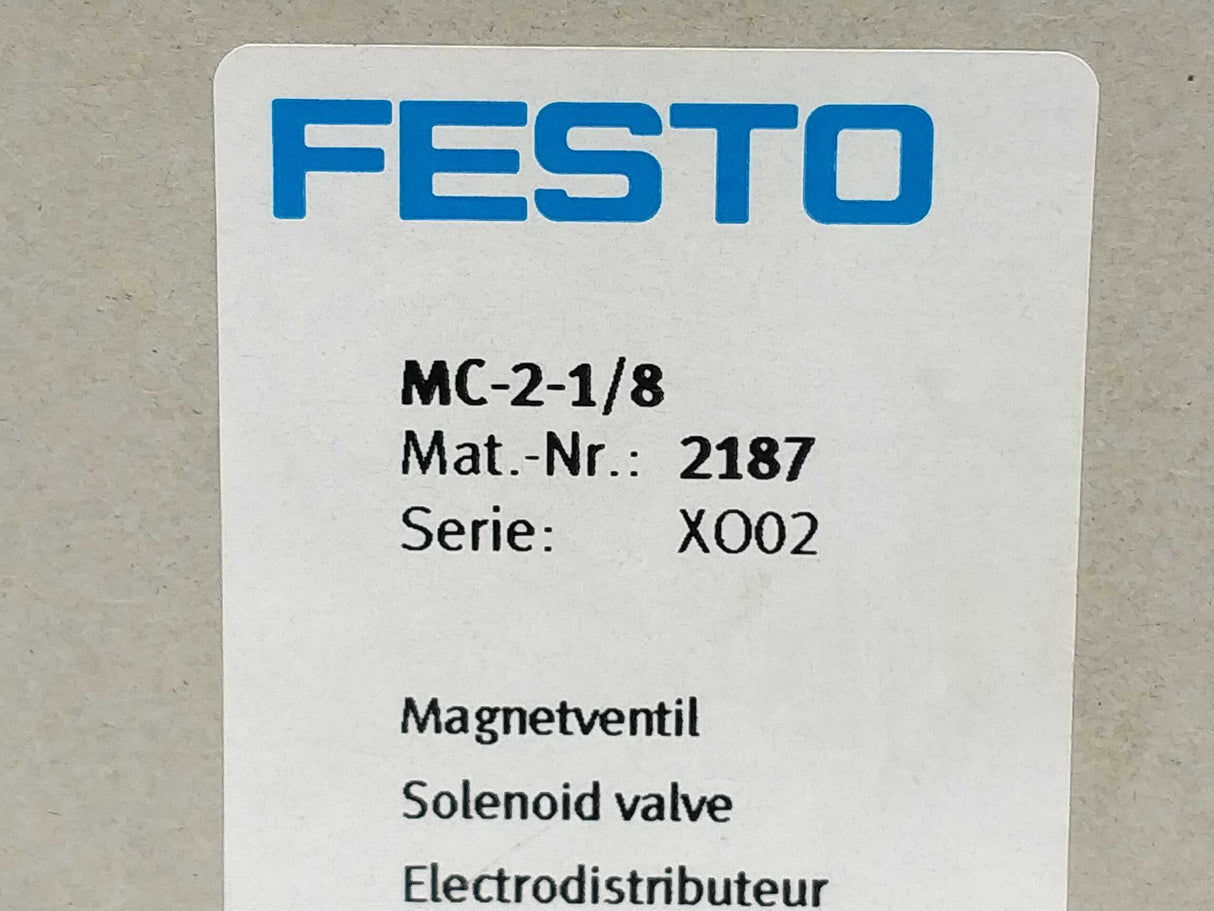 FESTO
MC-2-1/8
Mat.-Nr.: 2187
Serie: XO02
Magnetventil
Solenoid valve
Electrodistributeur